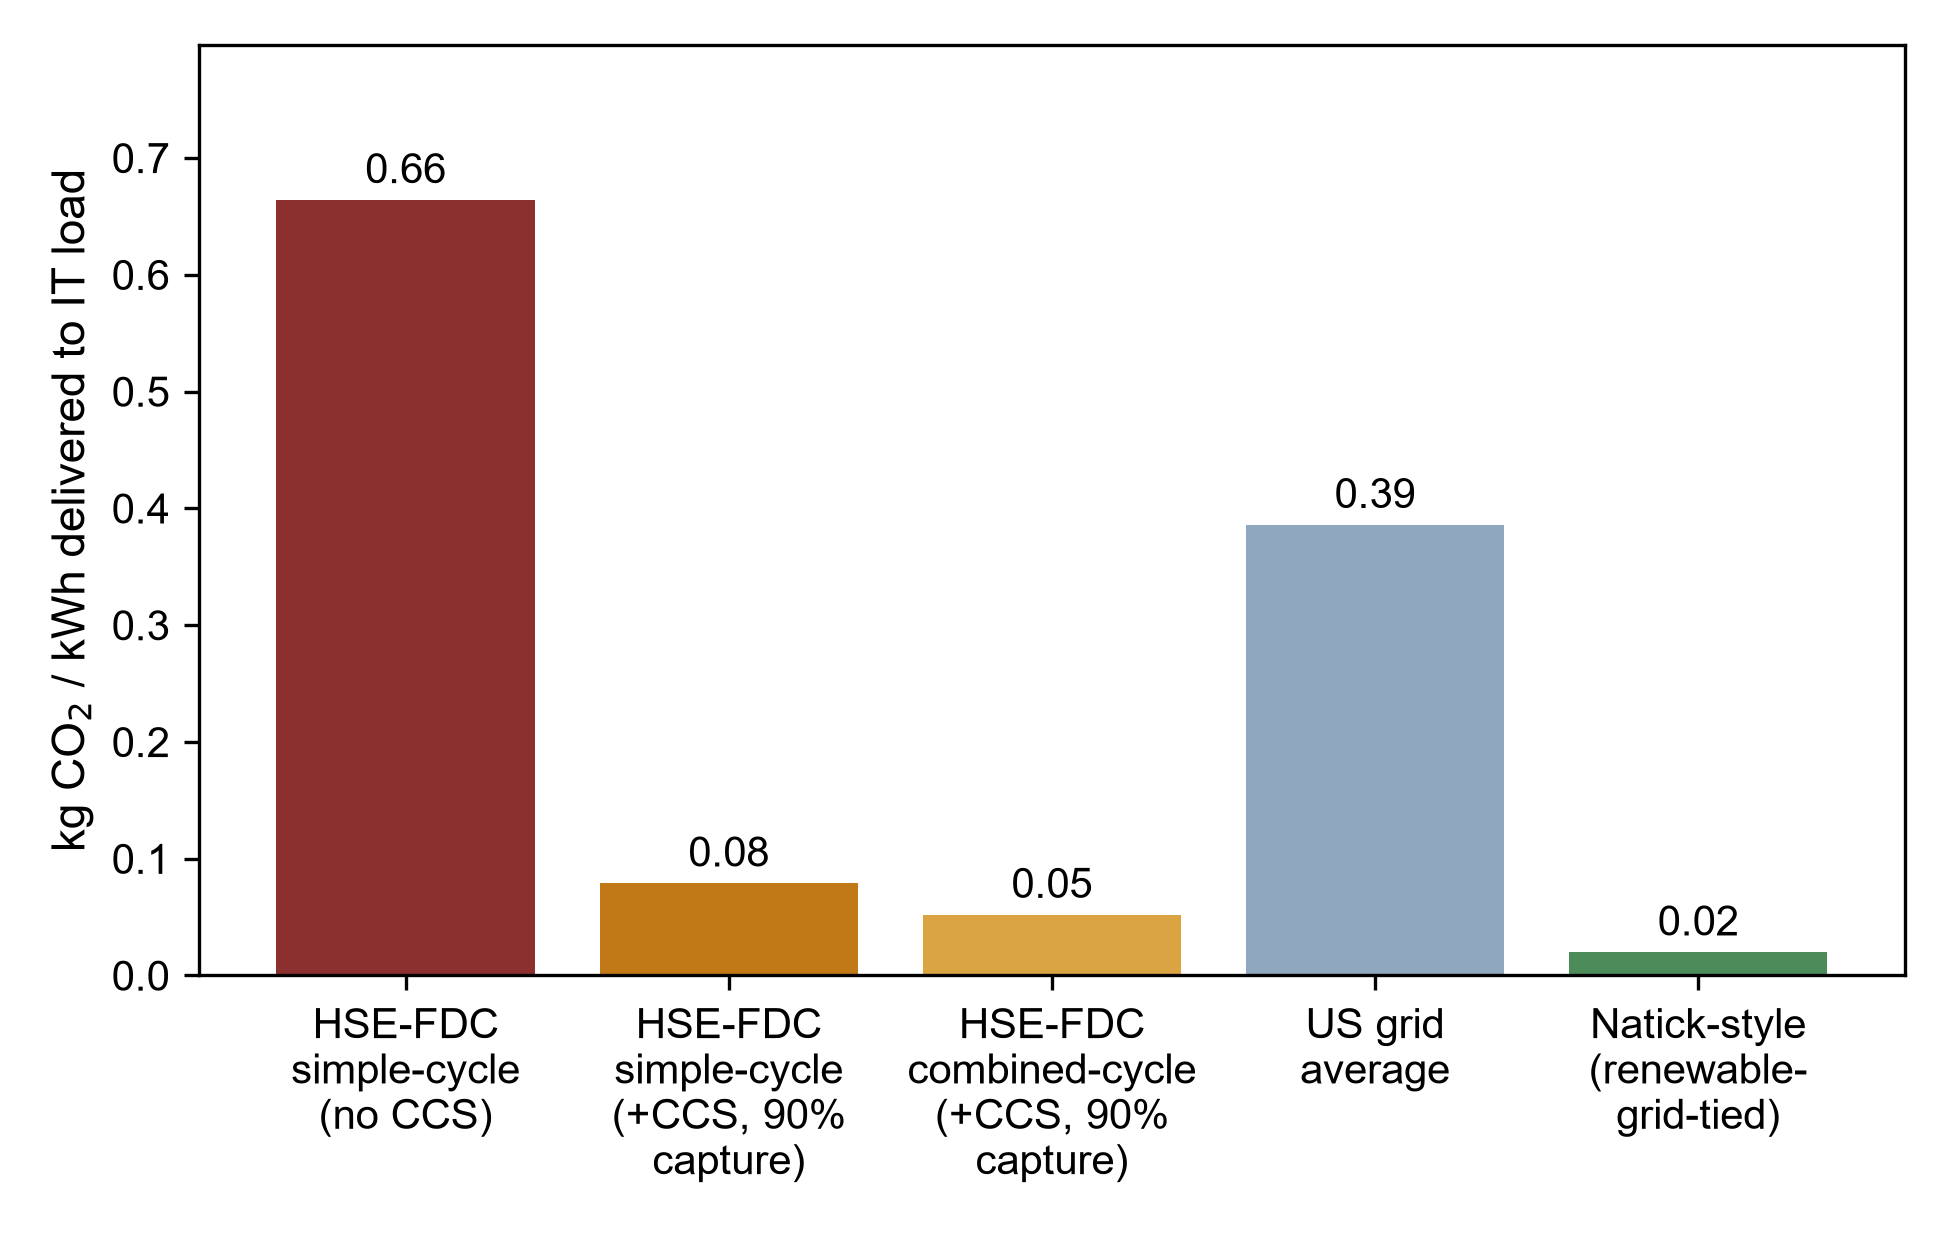 kg CO₂ / kWh delivered to IT load
0.7
0.6
0.5
0.4
0.3
0.2
0.1
0.0
0.66
0.08
0.05
0.39
0.02
HSE-FDC
simple-cycle
(no CCS)
HSE-FDC
simple-cycle
(+CCS, 90%
capture)
HSE-FDC
combined-cycle
(+CCS, 90%
capture)
US grid
average
Natick-style
(renewable-
grid-tied)